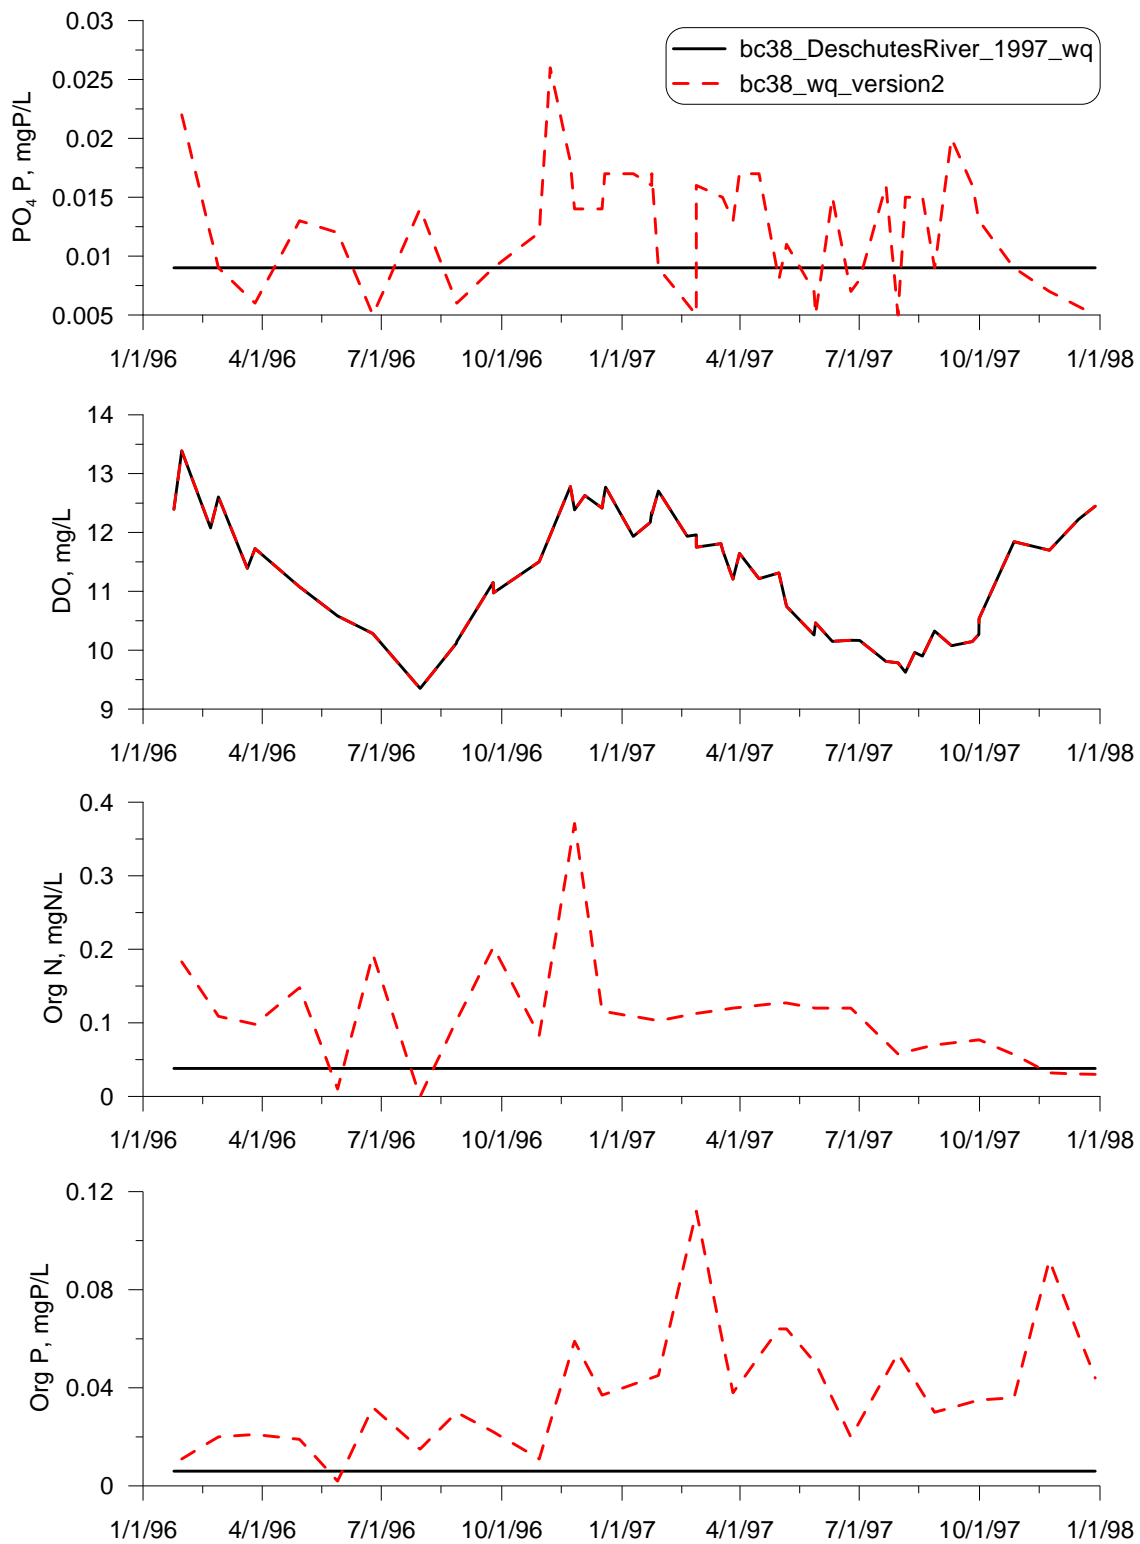 bc38_DeschutesRiver_1997_wq
bc38_wq_version2
PO4 P, mgP/L
0.03
0.025
0.02
0.015
0.01
0.005
1/1/96 4/1/96 7/1/96 10/1/96 1/1/97 4/1/97 7/1/97 10/1/97 1/1/98
DO, mg/L
14
13
12
11
10
9
1/1/96 4/1/96 7/1/96 10/1/96 1/1/97 4/1/97 7/1/97 10/1/97 1/1/98
Org N, mgN/L
0.4
0.3
0.2
0.1
0
1/1/96 4/1/96 7/1/96 10/1/96 1/1/97 4/1/97 7/1/97 10/1/97 1/1/98
Org P, mgP/L
0.12
0.08
0.04
0
1/1/96 4/1/96 7/1/96 10/1/96 1/1/97 4/1/97 7/1/97 10/1/97 1/1/98